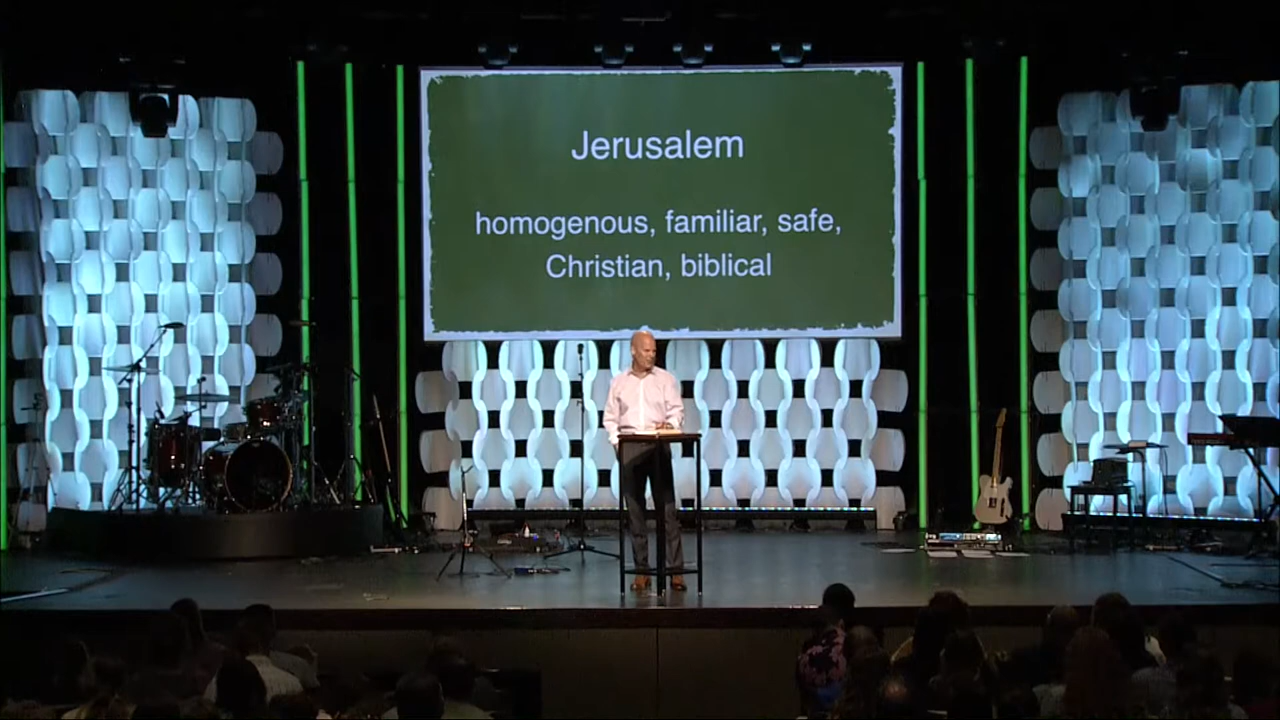 Jerusalem
homogenous, familiar, safe,
Christian, biblical